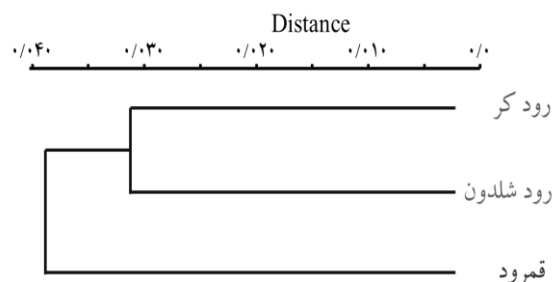 Distance
۰/۰۴۰ ۰/۰۳۰ ۰/۰۲۰ ۰/۰۱۰ ۰/۰
رود کر
رود شلدون
قمرود